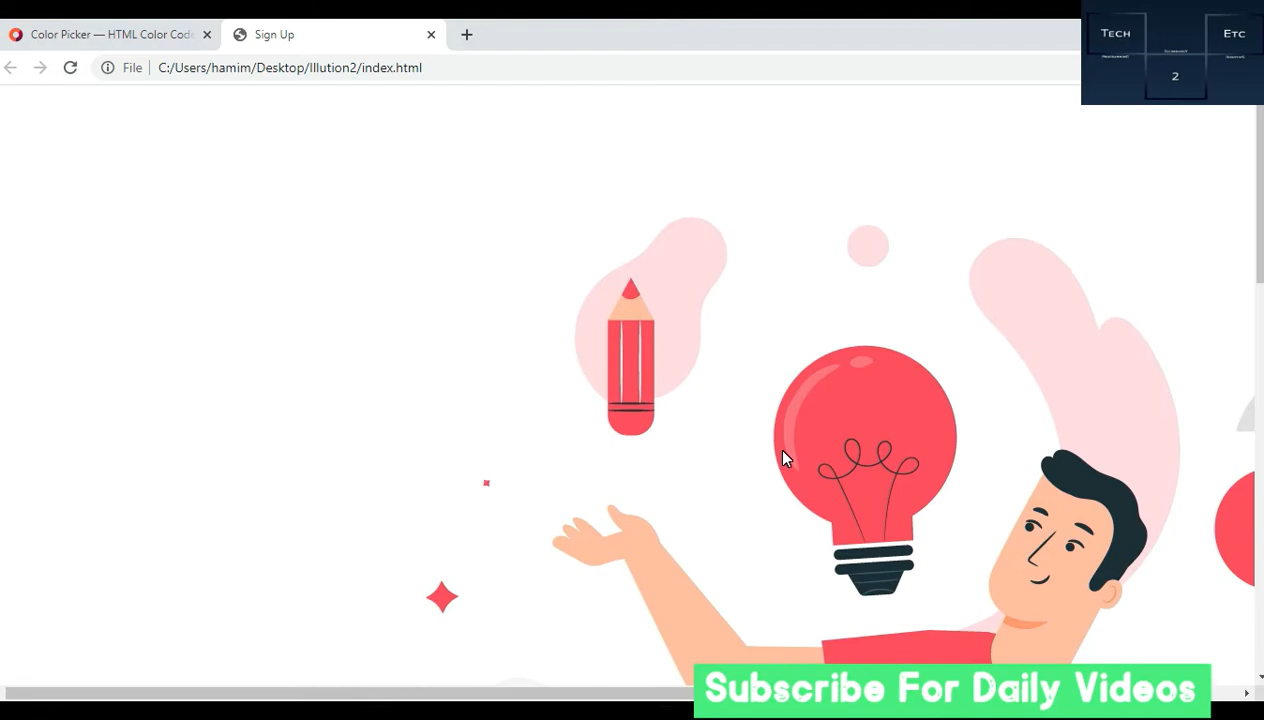 Color Picker — HTML Color Code
Sign Up
File
C:/Users/hamim/Desktop/Illution2/index.html
Tech
Etc
2
Subscribe For Daily Videos